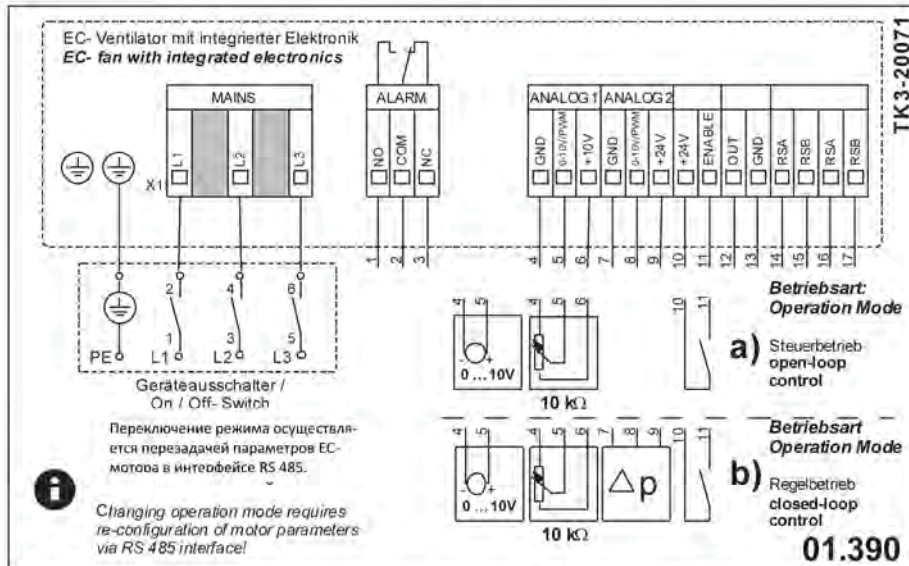 EC- Ventilator mit integrierter Elektronik
EC- fan with integrated electronics
TK3-20071
MAINS
ALARM
ANALOG1 ANALOG2
X1
L1
L2
L3
NO
COM
NC
GND
0-10V/PWM
+10V
GND
0-10V/PWM
+24V
+24V
ENABLE
OUT
GND
RSA
RSB
RSA
RSB
1 2 3
4 5 6 7 8 9 10 11 12 13 14 15 16 17
2 4 6
1 3 5
PE L1 L2 L3
Geräteausschalter /
On / Off- Switch
4 5
- +
0 ... 10V
4 5 6
10 kΩ
10 11
Betriebsart:
Operation Mode
a) Steuerbetrieb
open-loop
control
Переключение режима осуществля-
ется перезадачей параметров ЕС-
мотора в интерфейсе RS 485.
Changing operation mode requires
re-configuration of motor parameters
via RS 485 interface!
4 5
- +
0 ... 10V
4 5 6
10 kΩ
7 8 9
Δp
10 11
Betriebsart
Operation Mode
b) Regelbetrieb
closed-loop
control
01.390